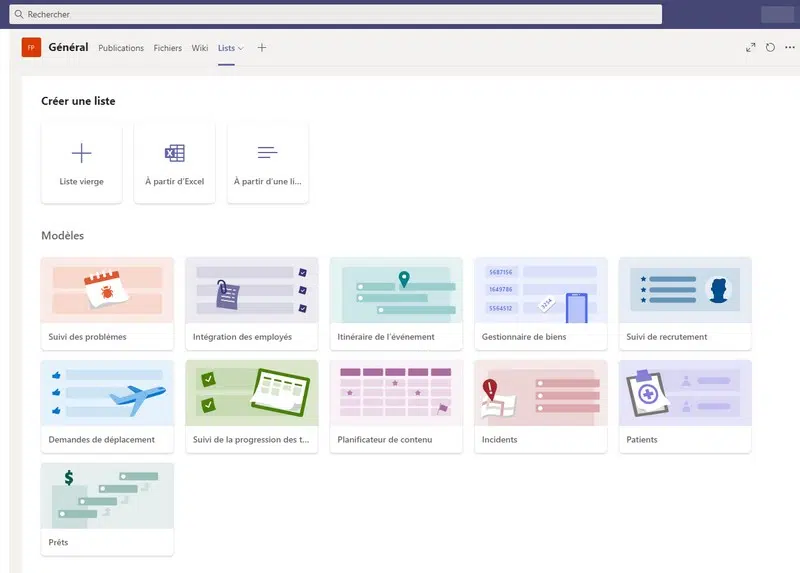 Rechercher
FP Général Publications Fichiers Wiki Lists
Créer une liste
Liste vierge
À partir d'Excel
À partir d'une li...
Modèles
5687156
1649786
5564512
3254
Suivi des problèmes
Intégration des employés
Itinéraire de l'événement
Gestionnaire de biens
Suivi de recrutement
Demandes de déplacement
Suivi de la progression des t...
Planificateur de contenu
Incidents
Patients
$
Prêts